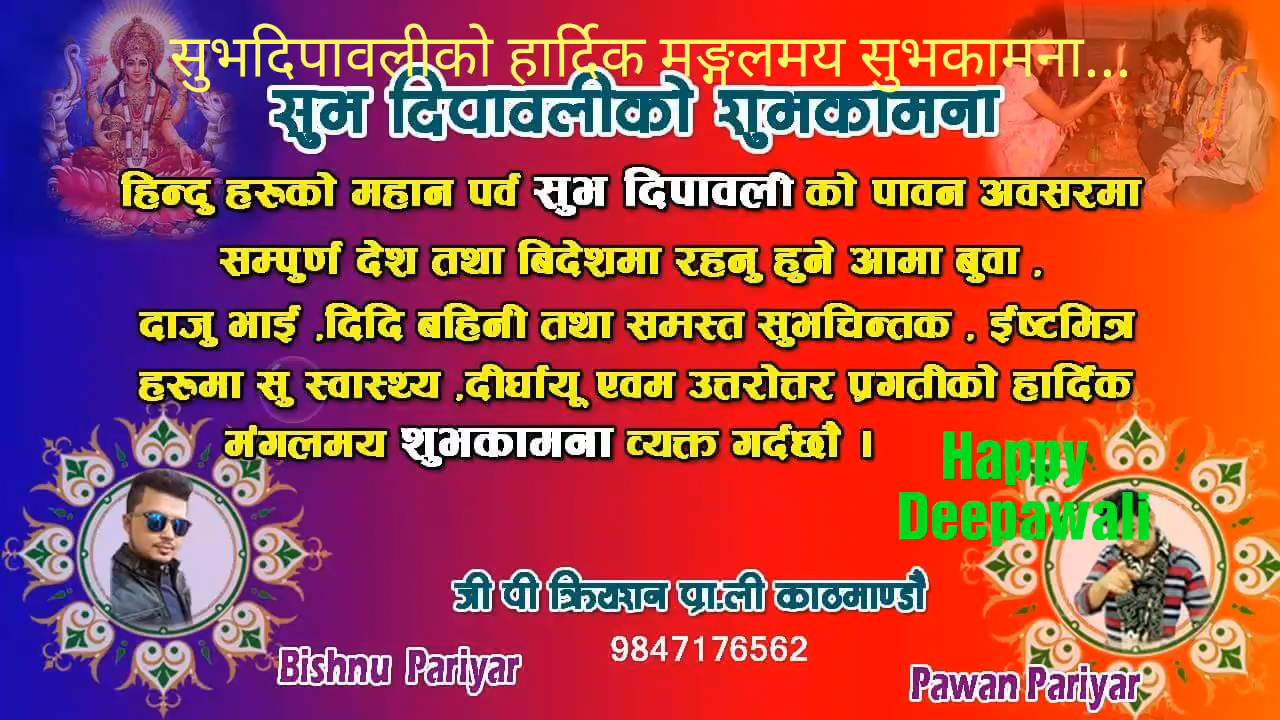 सुभदिपावलीको हार्दिक मङ्गलमय सुभकामना...
सुभ दिपावलीको शुभकामना
हिन्दु हरुको महान पर्व सुभ दिपावली को पावन अवसरमा
सम्पुर्ण देश तथा बिदेशमा रहनु हुने आमा बुवा ,
दाजु भाई ,दिदि बहिनी तथा समस्त सुभचिन्तक , ईष्टमित्र
हरुमा सु स्वास्थ्य ,दीर्घायू एवम उत्तरोत्तर प्रगतीको हार्दिक
मंगलमय शुभकामना व्यक्त गर्दछौ ।
Happy
Deepawali
जी पी क्रियशन प्रा.ली काठमाण्डौ
9847176562
Bishnu Pariyar
Pawan Pariyar